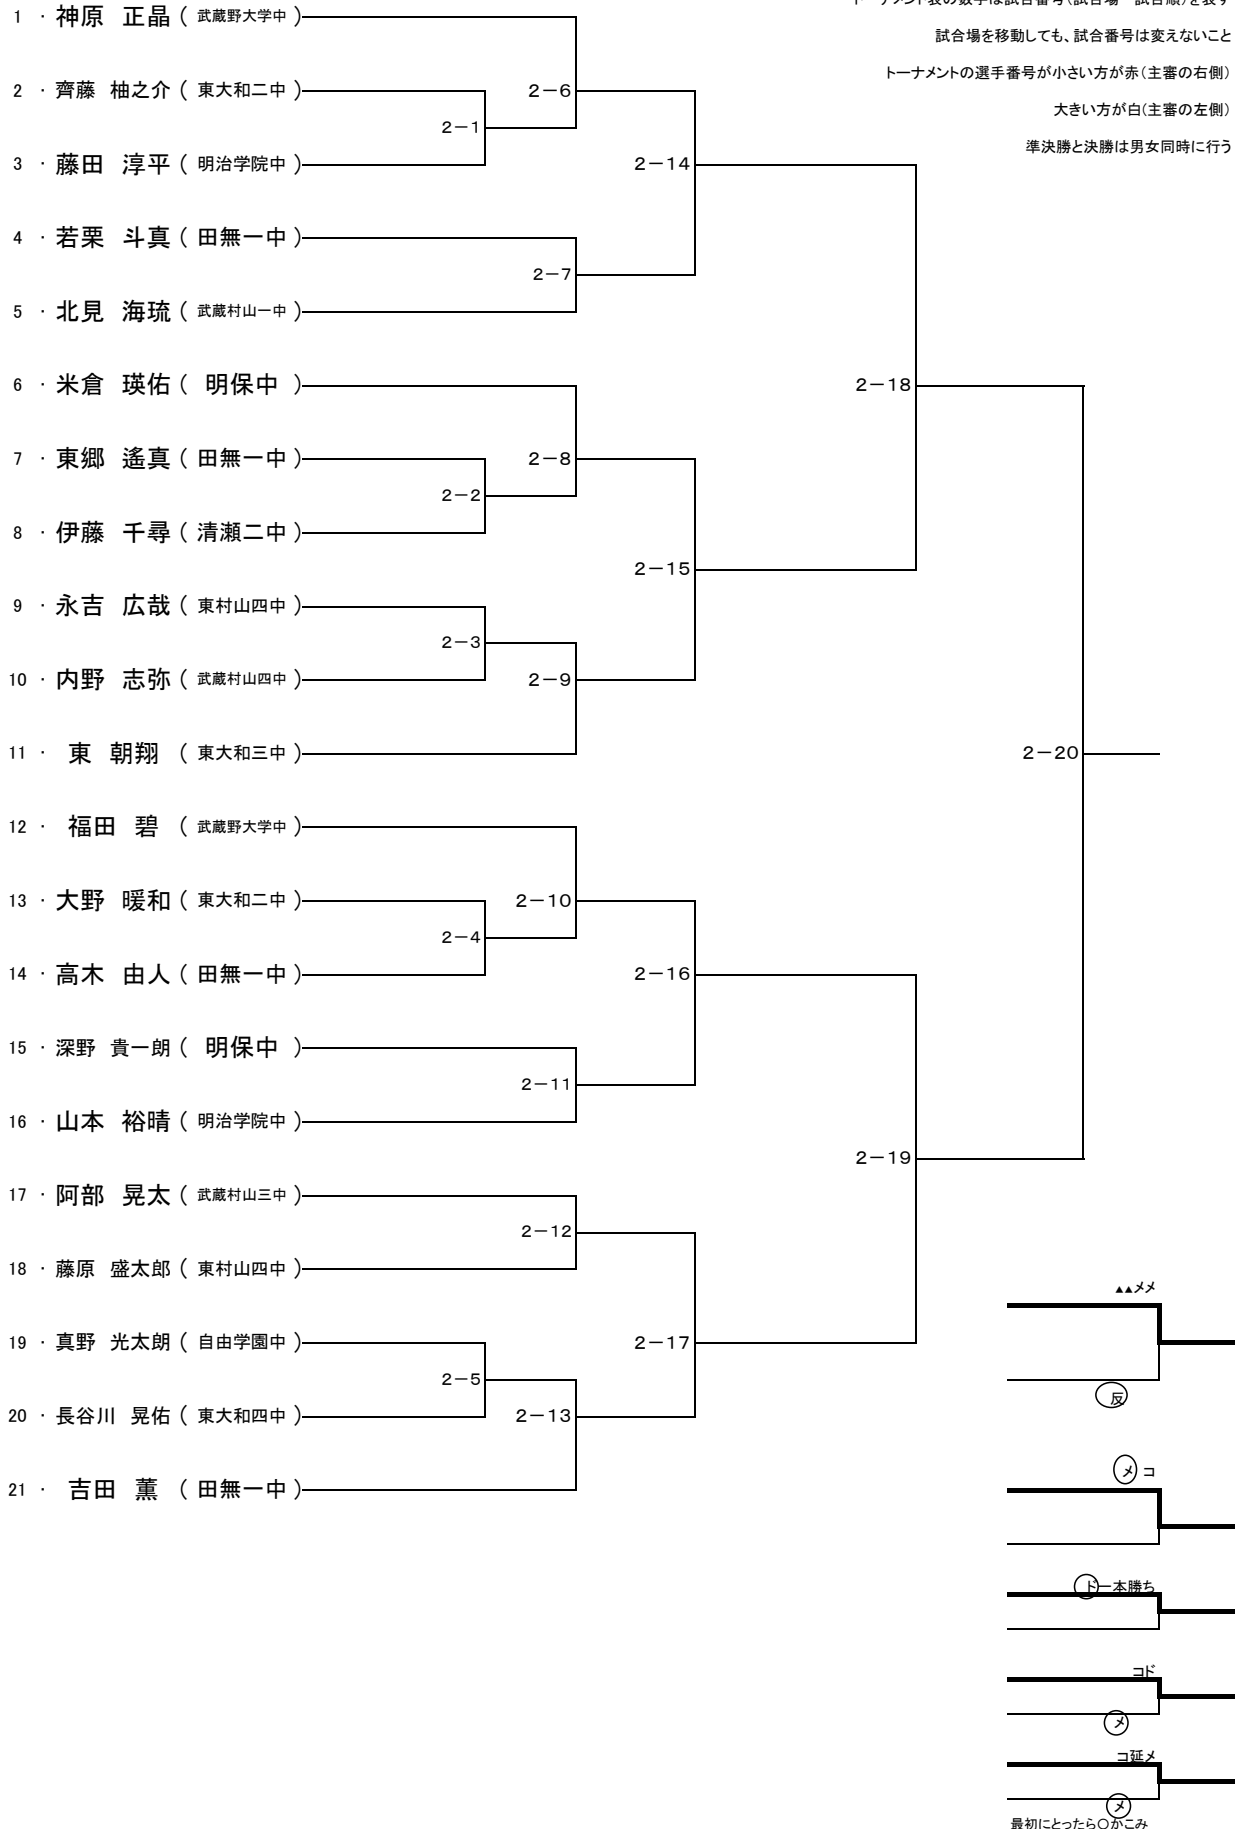 トーナメント表の数字は試合番号(試合場－試合順)を表す
試合場を移動しても、試合番号は変えないこと
トーナメントの選手番号が小さい方が赤(主審の右側)
大きい方が白(主審の左側)
準決勝と決勝は男女同時に行う
1 ・ 神原 正晶 ( 武蔵野大学中 )
2 ・ 齊藤 柚之介 ( 東大和二中 )
3 ・ 藤田 淳平 ( 明治学院中 )
4 ・ 若栗 斗真 ( 田無一中 )
5 ・ 北見 海琉 ( 武蔵村山一中 )
6 ・ 米倉 瑛佑 ( 明保中 )
7 ・ 東郷 遙真 ( 田無一中 )
8 ・ 伊藤 千尋 ( 清瀬二中 )
9 ・ 永吉 広哉 ( 東村山四中 )
10 ・ 内野 志弥 ( 武蔵村山四中 )
11 ・ 東 朝翔 ( 東大和三中 )
12 ・ 福田 碧 ( 武蔵野大学中 )
13 ・ 大野 暖和 ( 東大和二中 )
14 ・ 高木 由人 ( 田無一中 )
15 ・ 深野 貴一朗 ( 明保中 )
16 ・ 山本 裕晴 ( 明治学院中 )
17 ・ 阿部 晃太 ( 武蔵村山三中 )
18 ・ 藤原 盛太郎 ( 東村山四中 )
19 ・ 真野 光太朗 ( 自由学園中 )
20 ・ 長谷川 晃佑 ( 東大和四中 )
21 ・ 吉田 薫 ( 田無一中 )
2－1
2－2
2－3
2－4
2－5
2－6
2－7
2－8
2－9
2－10
2－11
2－12
2－13
2－14
2－15
2－16
2－17
2－18
2－19
2－20
▲▲メメ
反
メ コ
ド一本勝ち
コド
メ
コ延メ
メ
最初にとったら○かこみ